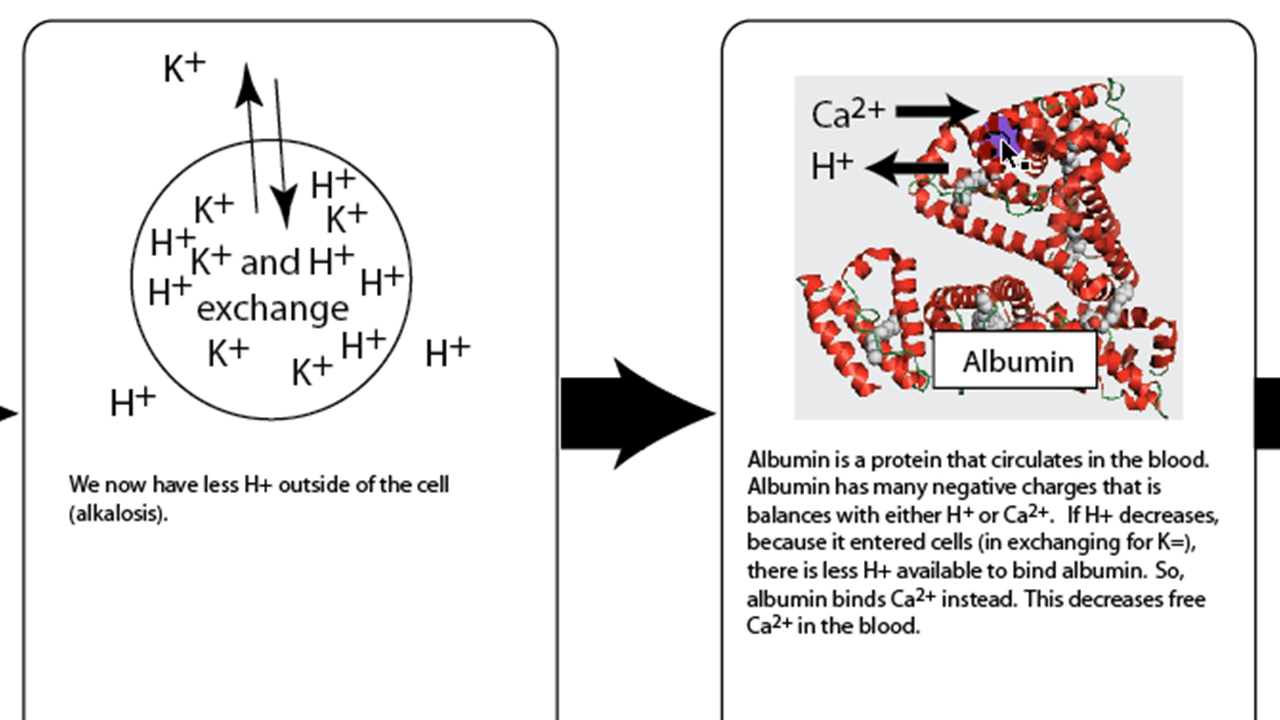 K+
H+
K+
K+
H+
K+ and H+
H+
H+
exchange
K+
H+
K+
H+
H+
We now have less H+ outside of the cell
(alkalosis).
Ca2+
H+
Albumin
Albumin is a protein that circulates in the blood.
Albumin has many negative charges that is
balances with either H+ or Ca2+.  If H+ decreases,
because it entered cells (in exchanging for K=),
there is less H+ available to bind albumin. So,
albumin binds Ca2+ instead. This decreases free
Ca2+ in the blood.